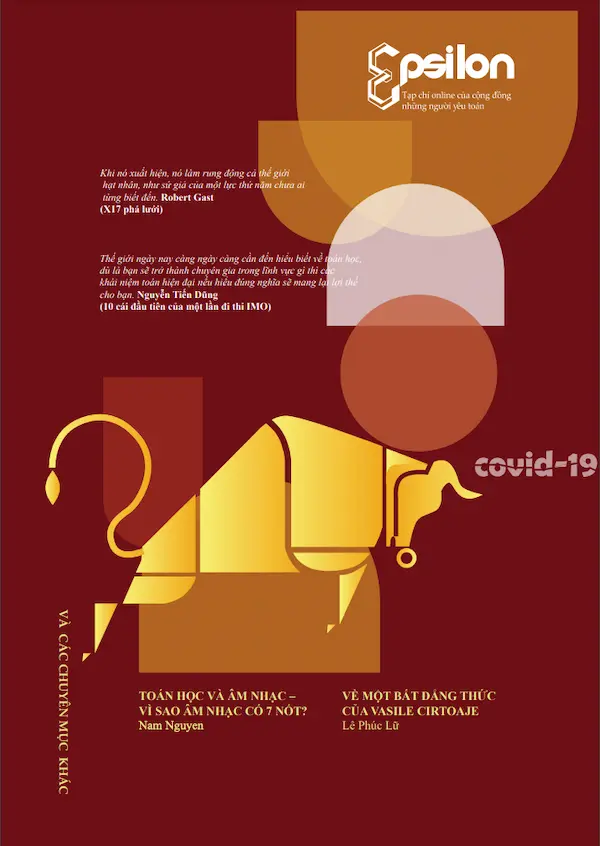 Epsilon
Tạp chí online của cộng đồng
những người yêu toán
Khi nó xuất hiện, nó làm rung động cả thế giới
hạt nhân, như sứ giả của một lực thứ năm chưa ai
từng biết đến. Robert Gast
(X17 phá lưới)
Thế giới ngày nay càng ngày càng cần đến hiểu biết về toán học,
dù là bạn sẽ trở thành chuyên gia trong lĩnh vực gì thì các
khái niệm toán hiện đại nếu hiểu đúng nghĩa sẽ mang lại lợi thế
cho bạn. Nguyễn Tiến Dũng
(10 cái đầu tiên của một lần đi thi IMO)
covid-19
VÀ CÁC CHUYÊN MỤC KHÁC
TOÁN HỌC VÀ ÂM NHẠC –
VÌ SAO ÂM NHẠC CÓ 7 NỐT?
Nam Nguyen
VỀ MỘT BẤT ĐẲNG THỨC
CỦA VASILE CIRTOAJE
Lê Phúc Lữ